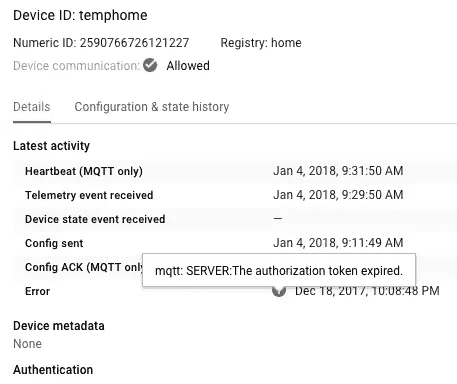 Device ID: temphome
Numeric ID: 2590766726121227 Registry: home
Device communication: Allowed
Details Configuration & state history
Latest activity
Heartbeat (MQTT only) Jan 4, 2018, 9:31:50 AM
Telemetry event received Jan 4, 2018, 9:29:50 AM
Device state event received —
Config sent Jan 4, 2018, 9:11:49 AM
Config ACK (MQTT only mqtt: SERVER:The authorization token expired.
Error Dec 18, 2017, 10:08:48 PM
Device metadata
None
Authentication